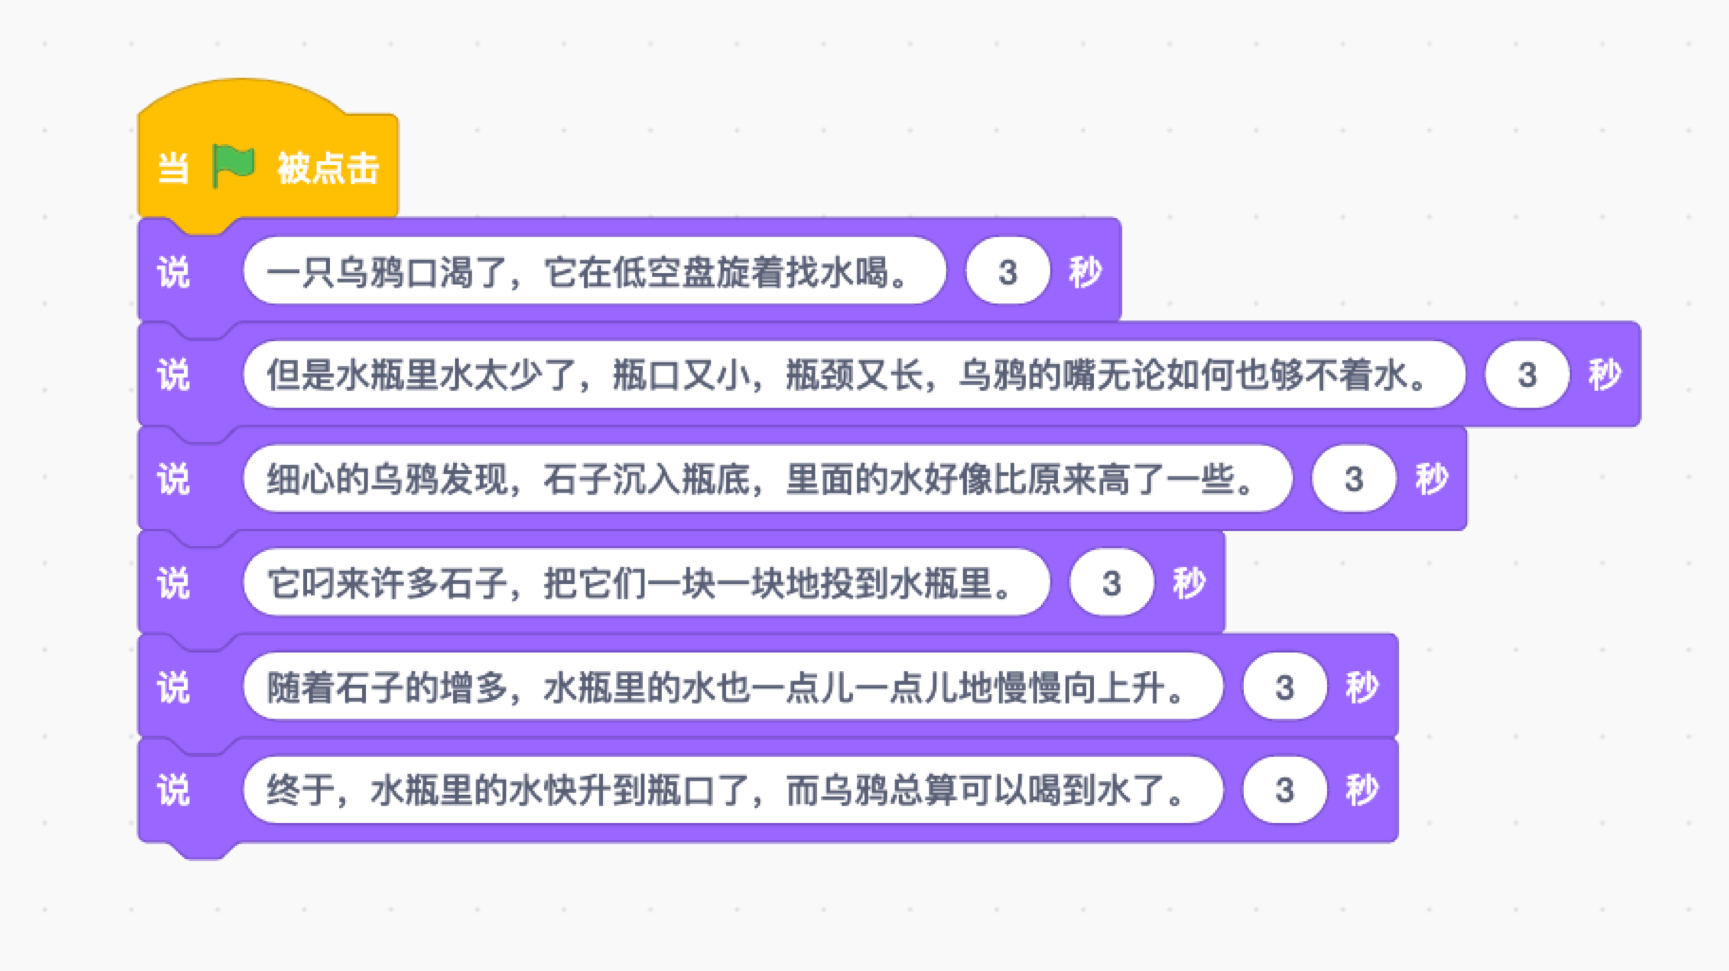 当 被点击
说 一只乌鸦口渴了，它在低空盘旋着找水喝。 3 秒
说 但是水瓶里水太少了，瓶口又小，瓶颈又长，乌鸦的嘴无论如何也够不着水。 3 秒
说 细心的乌鸦发现，石子沉入瓶底，里面的水好像比原来高了一些。 3 秒
说 它叼来许多石子，把它们一块一块地投到水瓶里。 3 秒
说 随着石子的增多，水瓶里的水也一点儿一点儿地慢慢向上升。 3 秒
说 终于，水瓶里的水快升到瓶口了，而乌鸦总算可以喝到水了。 3 秒